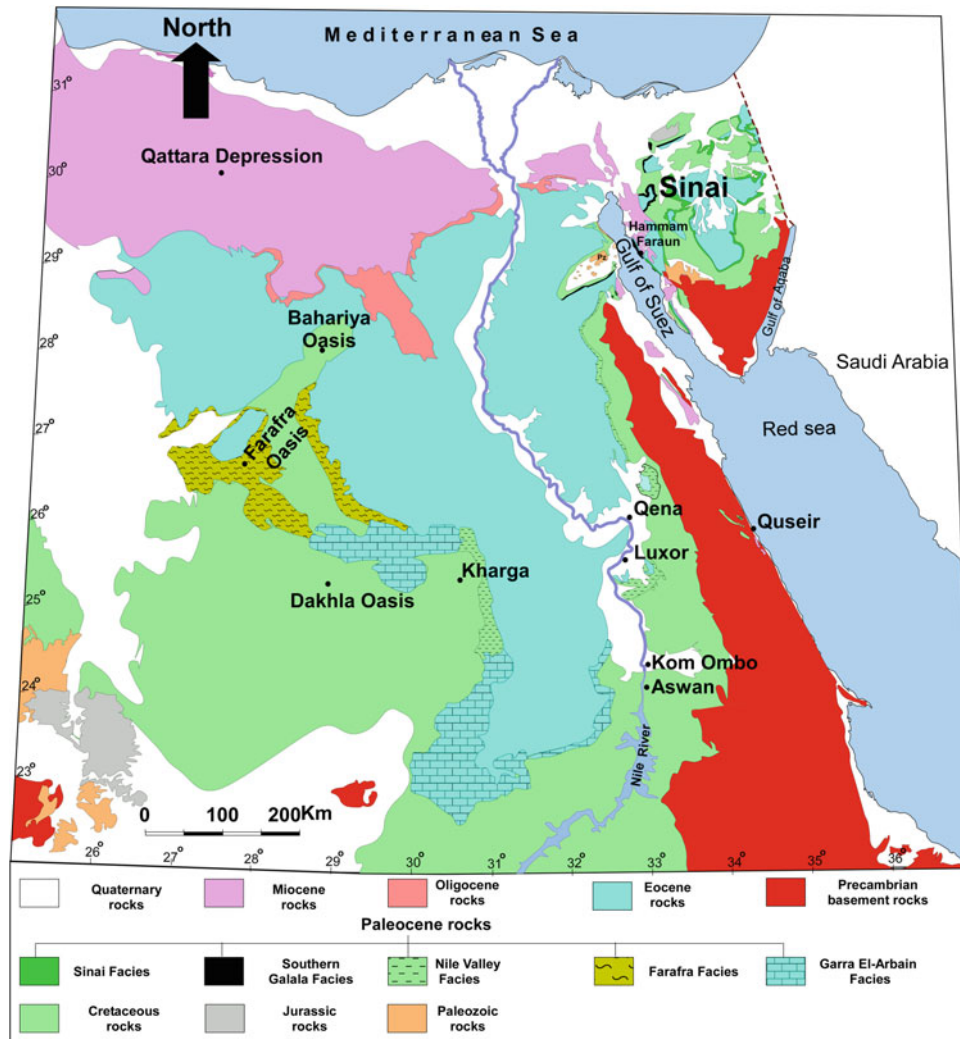 North
Mediterranean Sea
31°
Qattara Depression
30°
Sinai
Hammam
Faraun
29°
Gulf of Suez
Gulf of Aqaba
Pz
Bahariya
Oasis
28°
Saudi Arabia
27°
Farafra
Oasis
Red sea
26°
Qena
Quseir
Luxor
Kharga
25°
Dakhla Oasis
Kom Ombo
24°
Aswan
Nile River
23°
0 100 200Km
26° 27° 28° 29° 30° 31° 32° 33° 34° 35° 36°
Quaternary
rocks
Miocene
rocks
Oligocene
rocks
Eocene
rocks
Precambrian
basement rocks
Paleocene rocks
Sinai Facies
Southern
Galala Facies
Nile Valley
Facies
Farafra Facies
Garra El-Arbain
Facies
Cretaceous
rocks
Jurassic
rocks
Paleozoic
rocks